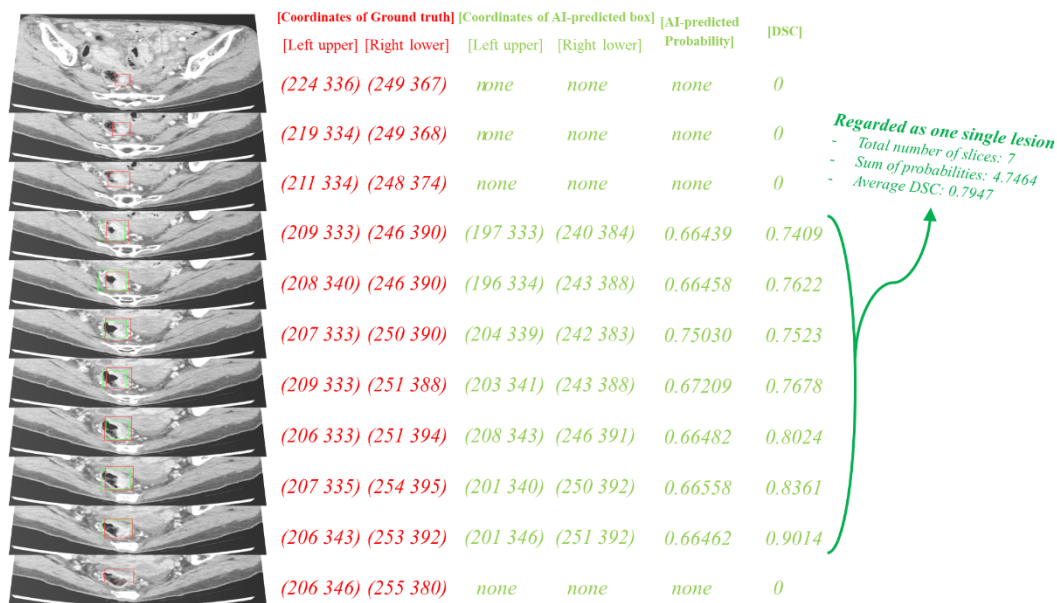 [Coordinates of Ground truth] [Coordinates of AI-predicted box] [AI-predicted Probability] [DSC]
[Left upper] [Right lower] [Left upper] [Right lower]
(224 336) (249 367) none none none 0
(219 334) (249 368) none none none 0
(211 334) (248 374) none none none 0
(209 333) (246 390) (197 333) (240 384) 0.66439 0.7409
(208 340) (246 390) (196 334) (243 388) 0.66458 0.7622
(207 333) (250 390) (204 339) (242 383) 0.75030 0.7523
(209 333) (251 388) (203 341) (243 388) 0.67209 0.7678
(206 333) (251 394) (208 343) (246 391) 0.66482 0.8024
(207 335) (254 395) (201 340) (250 392) 0.66558 0.8361
(206 343) (253 392) (201 346) (251 392) 0.66462 0.9014
(206 346) (255 380) none none none 0
Regarded as one single lesion
- Total number of slices: 7
- Sum of probabilities: 4.7464
- Average DSC: 0.7947